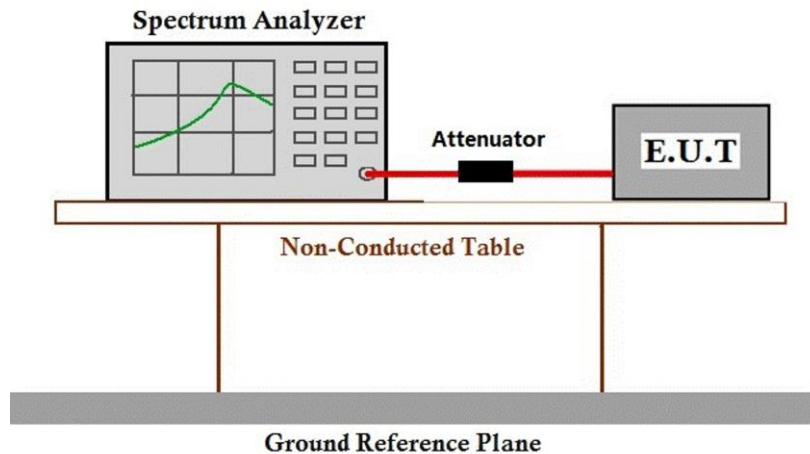 Spectrum Analyzer
Attenuator
E.U.T
Non-Conducted Table
Ground Reference Plane